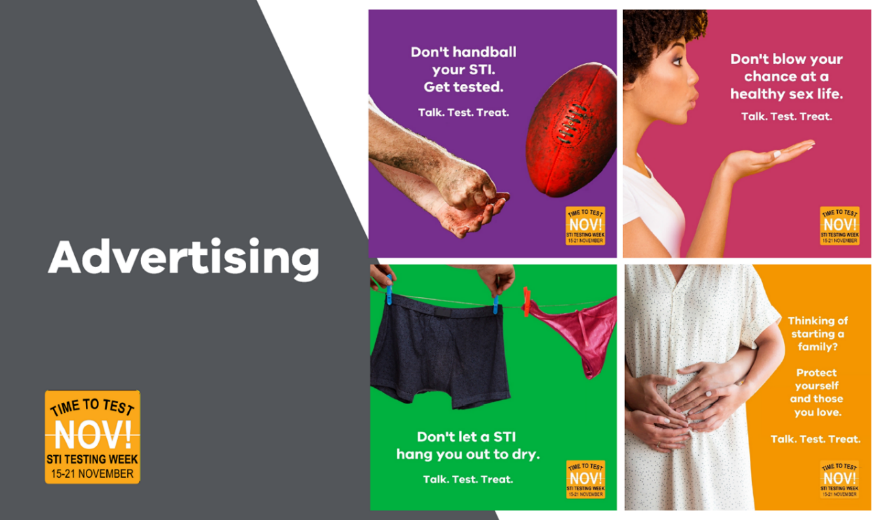 Advertising
TIME TO TEST
NOV!
STI TESTING WEEK
15-21 NOVEMBER
Don't handball
your STI.
Get tested.
Talk. Test. Treat.
TIME TO TEST
NOV!
STI TESTING WEEK
15-21 NOVEMBER
Don't blow your
chance at a
healthy sex life.
Talk. Test. Treat.
TIME TO TEST
NOV!
STI TESTING WEEK
15-21 NOVEMBER
Don't let a STI
hang you out to dry.
Talk. Test. Treat.
TIME TO TEST
NOV!
STI TESTING WEEK
15-21 NOVEMBER
Thinking of
starting a
family?
Protect
yourself
and those
you love.
Talk. Test. Treat.
TIME TO TEST
NOV!
STI TESTING WEEK
15-21 NOVEMBER